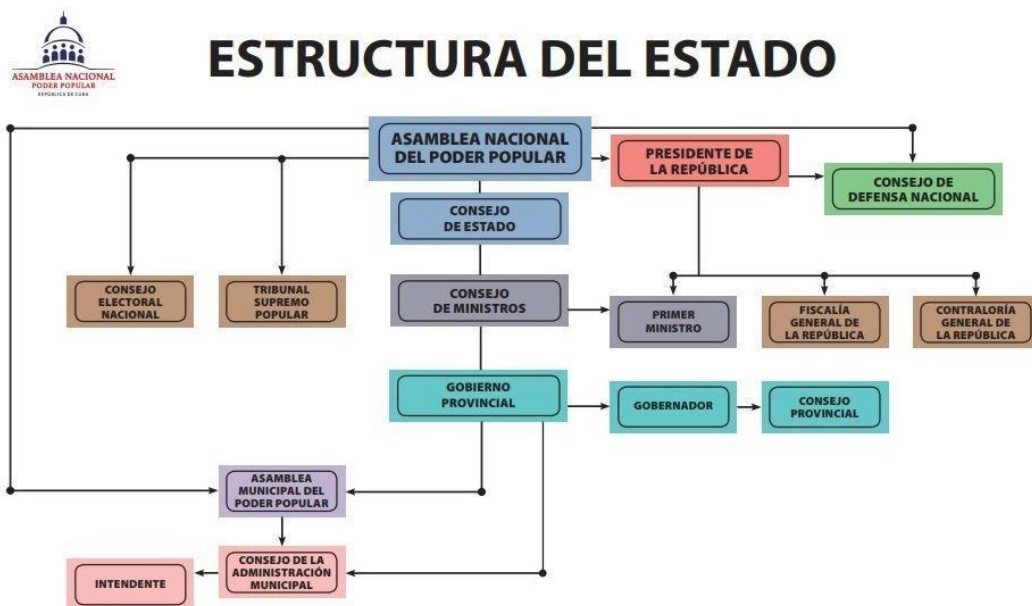 ASAMBLEA NACIONAL
PODER POPULAR
REPÚBLICA DE CUBA
ESTRUCTURA DEL ESTADO
ASAMBLEA NACIONAL
DEL PODER POPULAR
PRESIDENTE DE
LA REPÚBLICA
CONSEJO DE
DEFENSA NACIONAL
CONSEJO
DE ESTADO
CONSEJO
ELECTORAL
NACIONAL
TRIBUNAL
SUPREMO
POPULAR
CONSEJO
DE MINISTROS
PRIMER
MINISTRO
FISCALÍA
GENERAL DE
LA REPÚBLICA
CONTRALORÍA
GENERAL DE
LA REPÚBLICA
GOBIERNO
PROVINCIAL
GOBERNADOR
CONSEJO
PROVINCIAL
ASAMBLEA
MUNICIPAL DEL
PODER POPULAR
CONSEJO DE LA
ADMINISTRACIÓN
MUNICIPAL
INTENDENTE